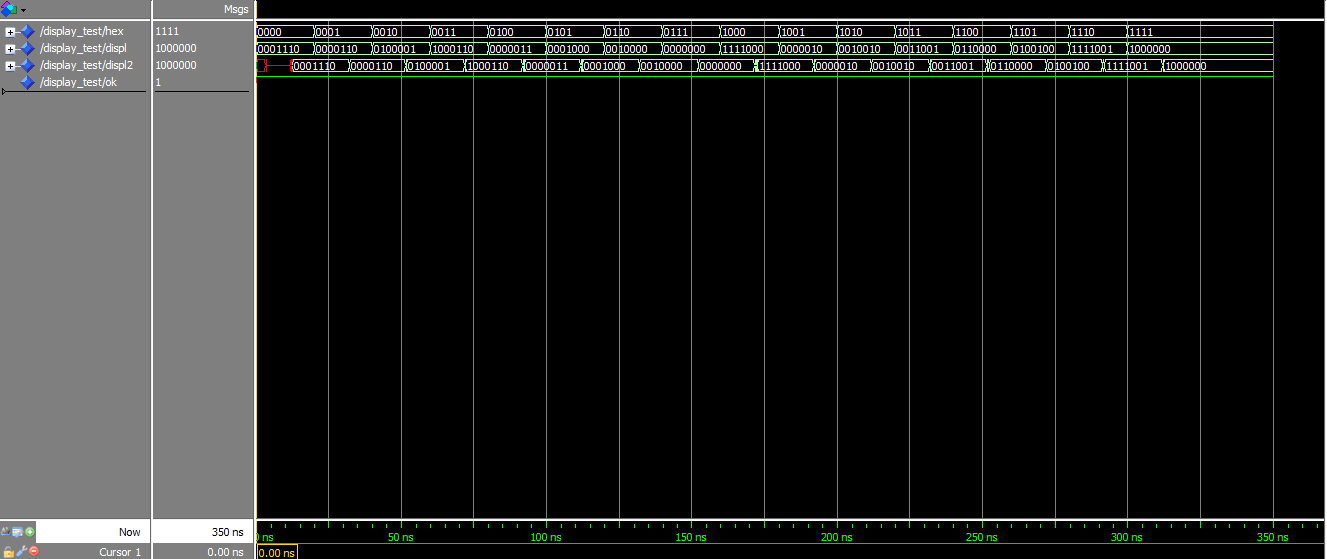 Msgs
/display_test/hex 1111 0000 0001 0010 0011 0100 0101 0110 0111 1000 1001 1010 1011 1100 1101 1110 1111
/display_test/displ 1000000 0001110 0000110 0100001 1000110 0000011 0001000 0010000 0000000 1111000 0000010 0010010 0011001 0110000 0100100 1111001 1000000
/display_test/displ2 1000000 0001110 0000110 0100001 1000110 0000011 0001000 0010000 0000000 1111000 0000010 0010010 0011001 0110000 0100100 1111001 1000000
/display_test/ok 1
Now 350 ns 0 ns 50 ns 100 ns 150 ns 200 ns 250 ns 300 ns 350 ns
Cursor 1 0.00 ns 0.00 ns